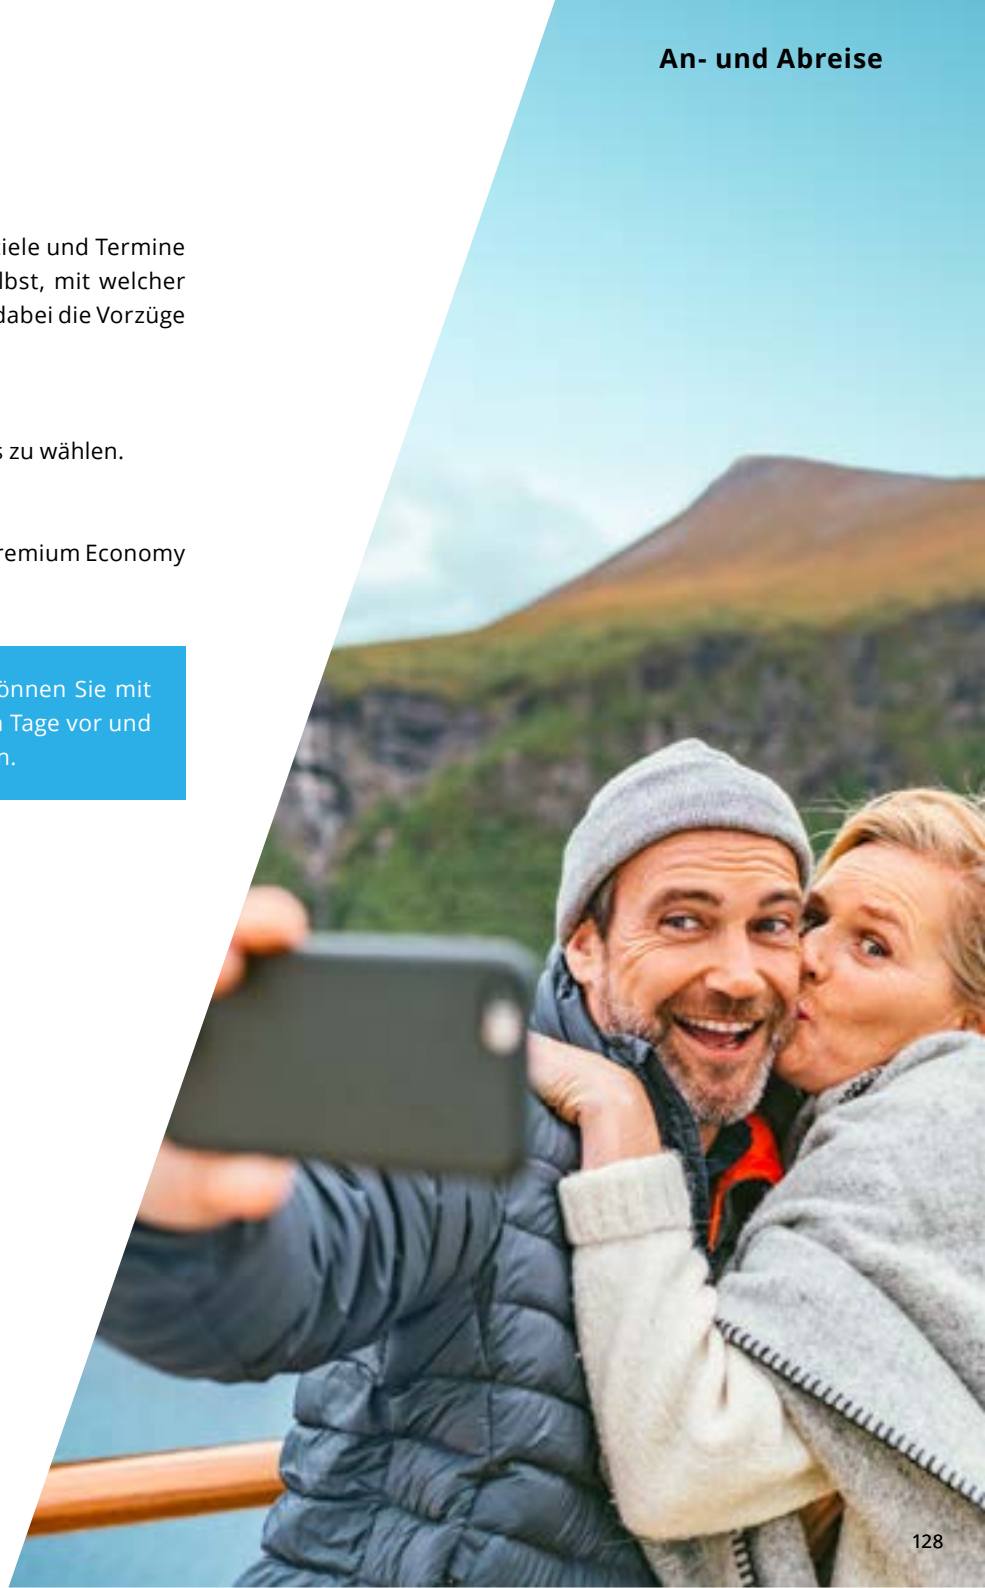 An- und Abreise
iele und Termine
lbst, mit welcher
dabei die Vorzüge
s zu wählen.
remium Economy
önnen Sie mit
n Tage vor und
n.
128